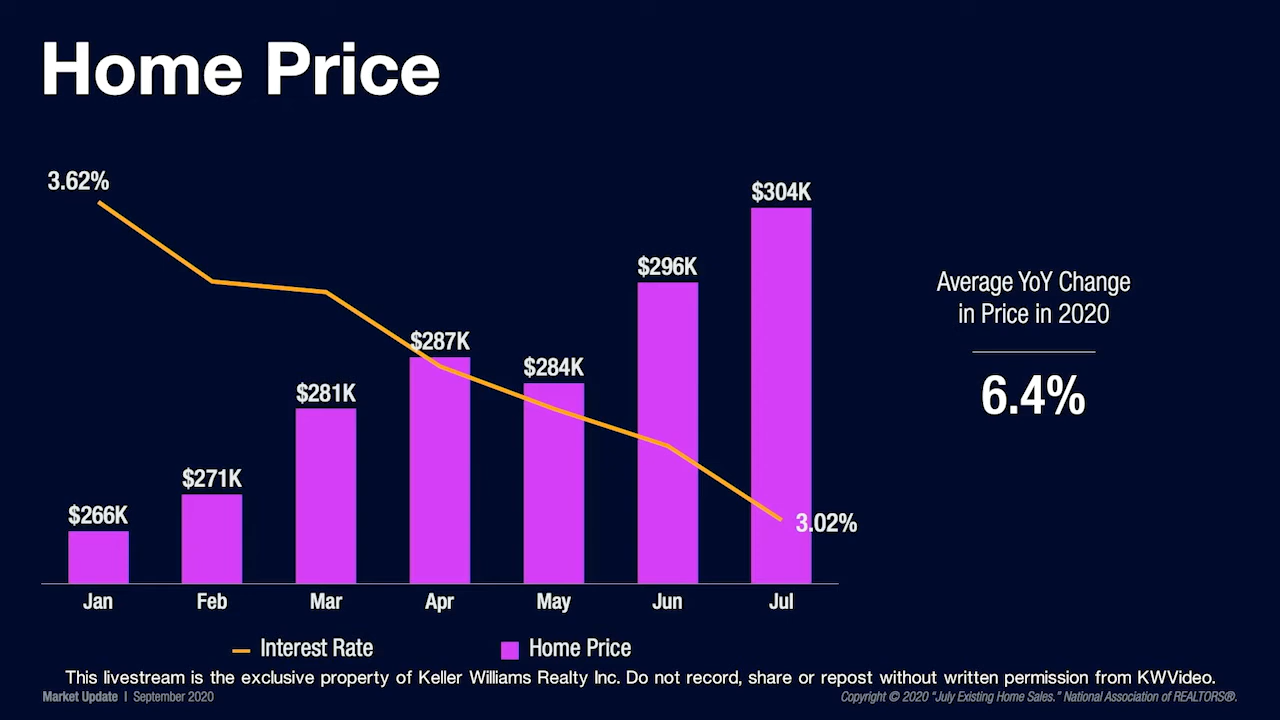 Home Price
3.62%
$304K
$296K
$287K
$284K
$281K
$271K
$266K
3.02%
Average YoY Change
in Price in 2020
6.4%
Jan Feb Mar Apr May Jun Jul
Interest Rate Home Price
This livestream is the exclusive property of Keller Williams Realty Inc. Do not record, share or repost without written permission from KWVideo.
Market Update | September 2020
Copyright © 2020 “July Existing Home Sales.” National Association of REALTORS®.